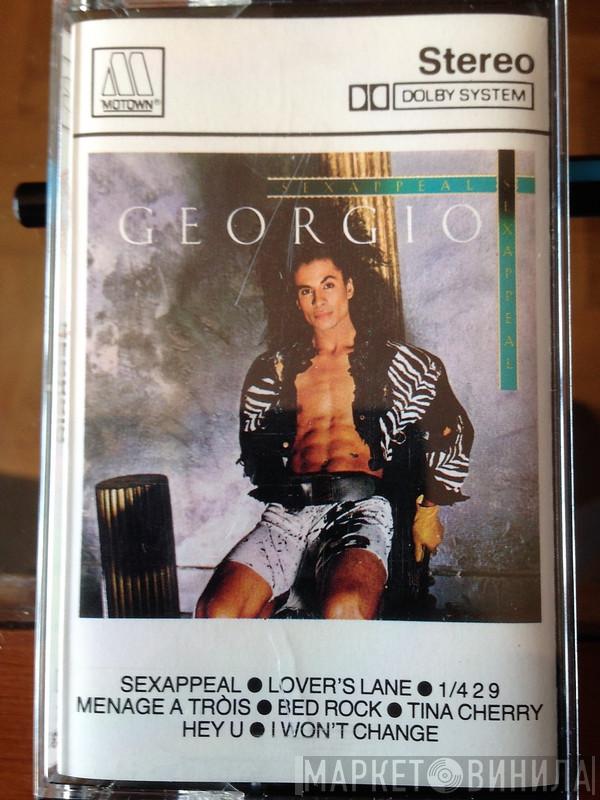 MOTOWN®
Stereo
DOLBY SYSTEM
SEXAPPEAL
GEORGIO
SEXAPPEAL
SEXAPPEAL ● LOVER'S LANE ● 1/4 2 9
MENAGE A TRÒIS ● BED ROCK ● TINA CHERRY
HEY U ● I WON'T CHANGE
МАРКЕТ ВИНИЛА